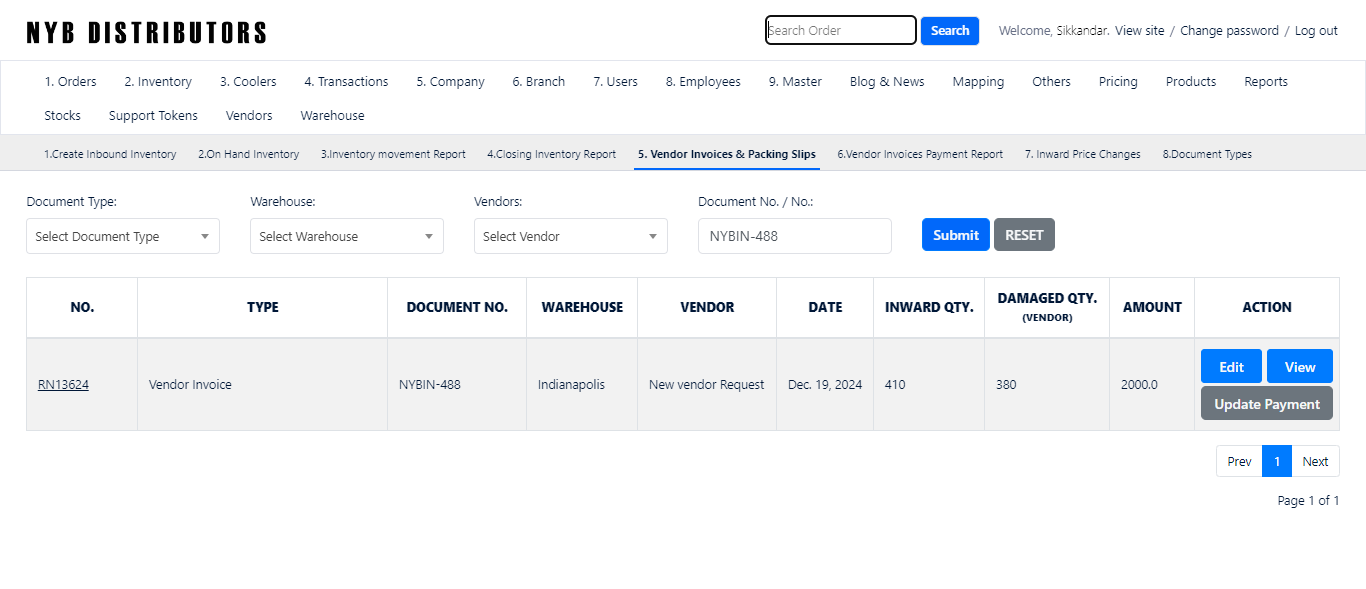 NYB DISTRIBUTORS
Search Order Search Welcome, Sikkandar. View site / Change password / Log out
1. Orders 2. Inventory 3. Coolers 4. Transactions 5. Company 6. Branch 7. Users 8. Employees 9. Master Blog & News Mapping Others Pricing Products Reports
Stocks Support Tokens Vendors Warehouse
1.Create Inbound Inventory 2.On Hand Inventory 3.Inventory movement Report 4.Closing Inventory Report 5. Vendor Invoices & Packing Slips 6.Vendor Invoices Payment Report 7. Inward Price Changes 8.Document Types
Document Type: Warehouse: Vendors: Document No. / No.:
Select Document Type Select Warehouse Select Vendor NYBIN-488 Submit RESET
NO. TYPE DOCUMENT NO. WAREHOUSE VENDOR DATE INWARD QTY. DAMAGED QTY. (VENDOR) AMOUNT ACTION
RN13624 Vendor Invoice NYBIN-488 Indianapolis New vendor Request Dec. 19, 2024 410 380 2000.0 Edit View
Update Payment
Prev 1 Next
Page 1 of 1